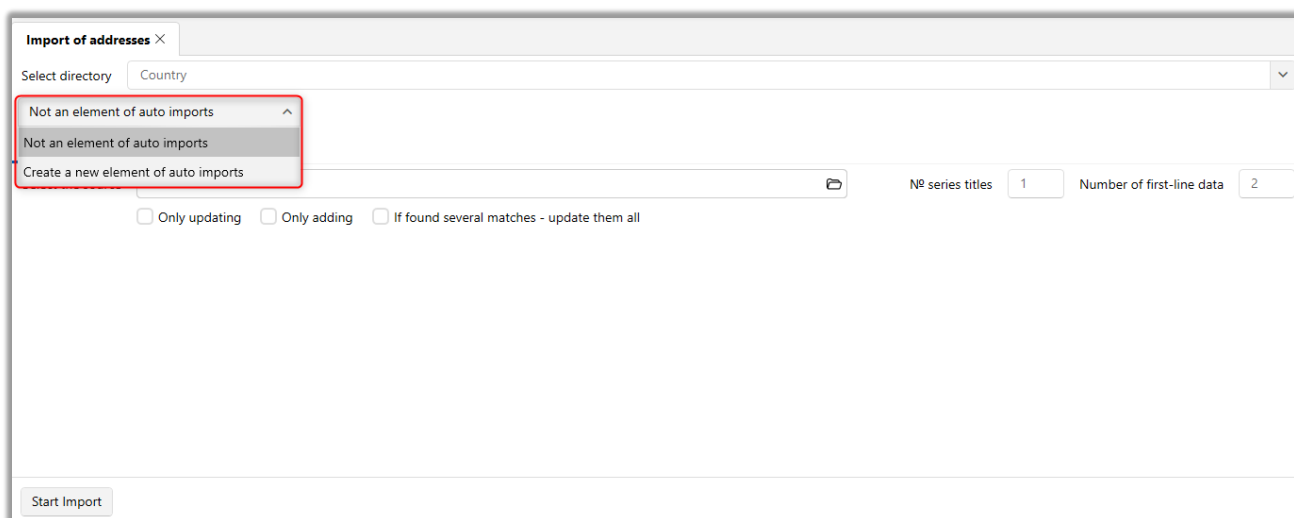 Import of addresses
Select directory Country
Not an element of auto imports
Not an element of auto imports
Create a new element of auto imports
Nº series titles 1 Number of first-line data 2
Only updating Only adding If found several matches - update them all
Start Import